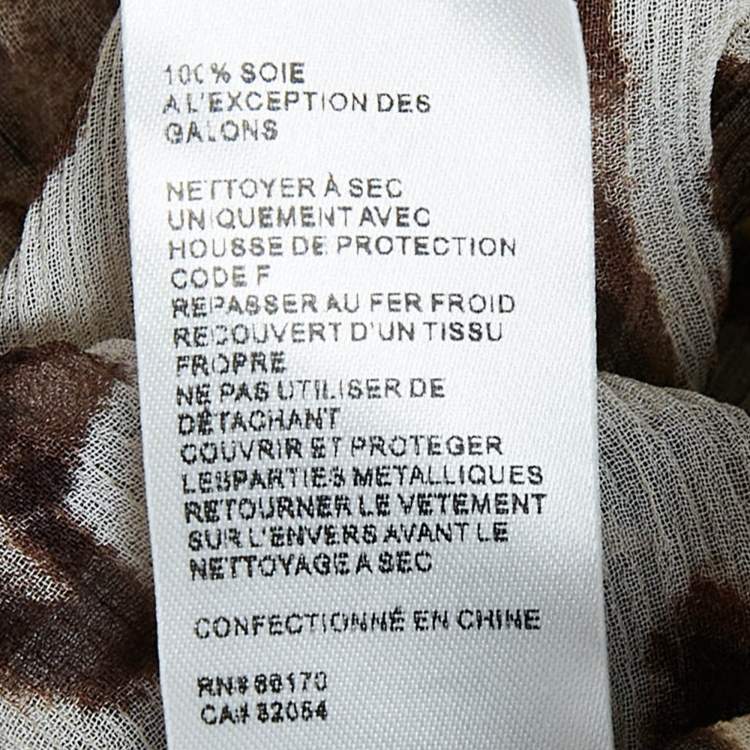 100% SOIE
A L'EXCEPTION DES
GALONS
NETTOYER À SEC
UNIQUEMENT AVEC
HOUSSE DE PROTECTION
CODE F
REPASSER AU FER FROID
RECOUVERT D'UN TISSU
PROPRE
NE PAS UTILISER DE
DÉTACHANT
COUVRIR ET PROTEGER
LES PARTIES METALLIQUES
RETOURNER LE VETEMENT
SUR L'ENVERS AVANT LE
NETTOYAGE A SEC
CONFECTIONNÉ EN CHINE
RN#
CA#